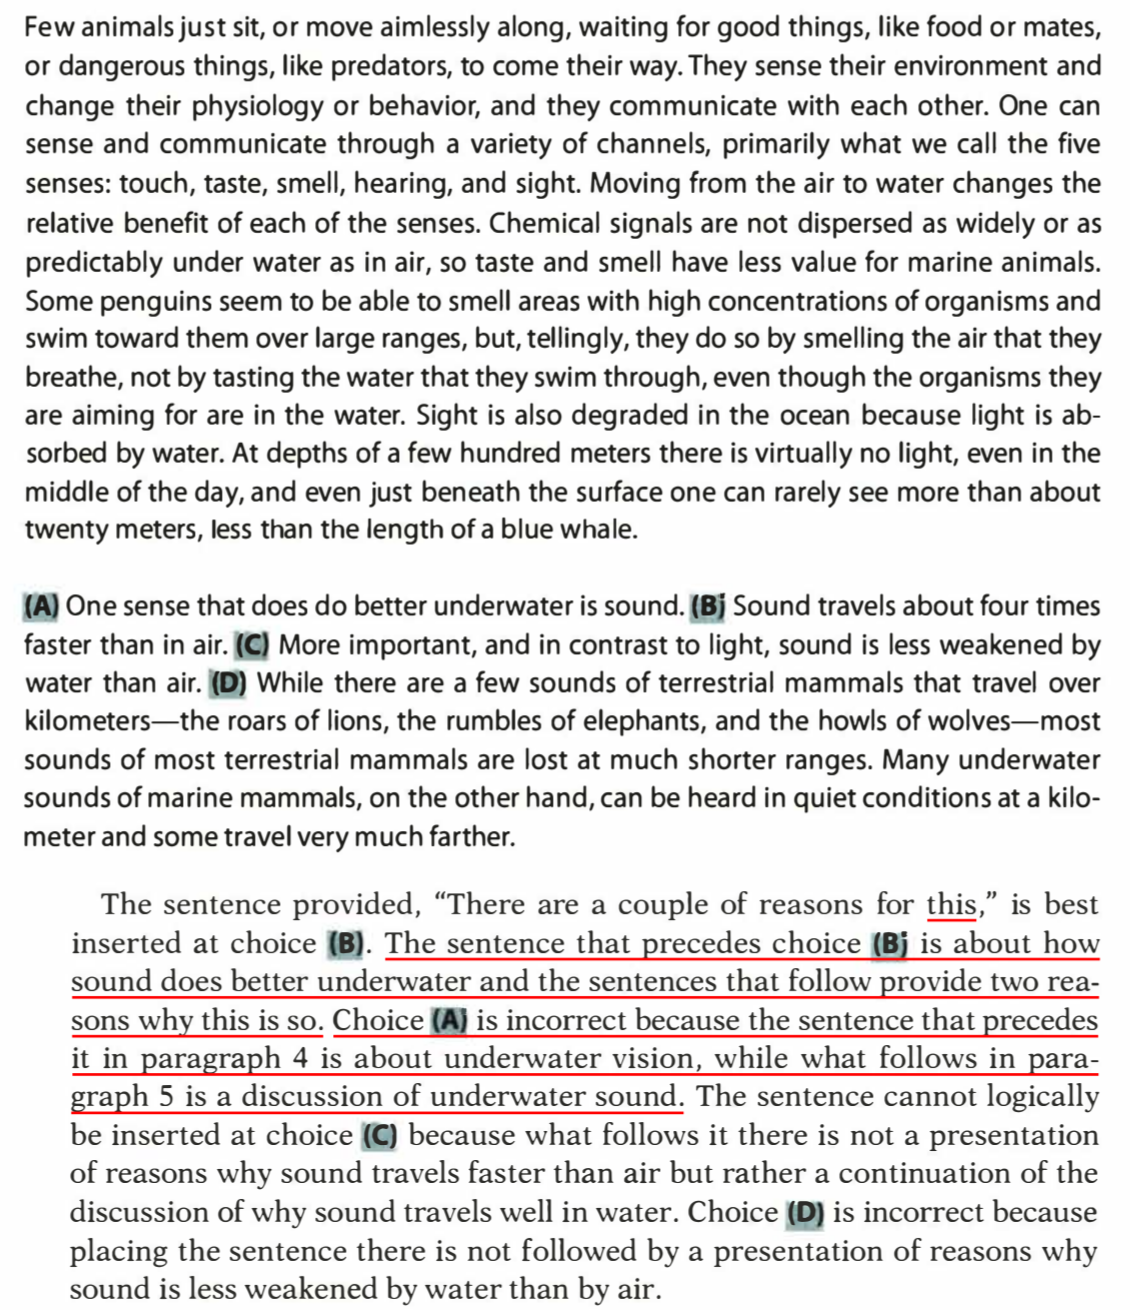 Few animals just sit, or move aimlessly along, waiting for good things, like food or mates,
or dangerous things, like predators, to come their way. They sense their environment and
change their physiology or behavior, and they communicate with each other. One can
sense and communicate through a variety of channels, primarily what we call the five
senses: touch, taste, smell, hearing, and sight. Moving from the air to water changes the
relative benefit of each of the senses. Chemical signals are not dispersed as widely or as
predictably under water as in air, so taste and smell have less value for marine animals.
Some penguins seem to be able to smell areas with high concentrations of organisms and
swim toward them over large ranges, but, tellingly, they do so by smelling the air that they
breathe, not by tasting the water that they swim through, even though the organisms they
are aiming for are in the water. Sight is also degraded in the ocean because light is ab-
sorbed by water. At depths of a few hundred meters there is virtually no light, even in the
middle of the day, and even just beneath the surface one can rarely see more than about
twenty meters, less than the length of a blue whale.
(A) One sense that does do better underwater is sound. (B) Sound travels about four times
faster than in air. (C) More important, and in contrast to light, sound is less weakened by
water than air. (D) While there are a few sounds of terrestrial mammals that travel over
kilometers—the roars of lions, the rumbles of elephants, and the howls of wolves—most
sounds of most terrestrial mammals are lost at much shorter ranges. Many underwater
sounds of marine mammals, on the other hand, can be heard in quiet conditions at a kilo-
meter and some travel very much farther.
The sentence provided, “There are a couple of reasons for this,” is best
inserted at choice (B). The sentence that precedes choice (B) is about how
sound does better underwater and the sentences that follow provide two rea-
sons why this is so. Choice (A) is incorrect because the sentence that precedes
it in paragraph 4 is about underwater vision, while what follows in para-
graph 5 is a discussion of underwater sound. The sentence cannot logically
be inserted at choice (C) because what follows it there is not a presentation
of reasons why sound travels faster than air but rather a continuation of the
discussion of why sound travels well in water. Choice (D) is incorrect because
placing the sentence there is not followed by a presentation of reasons why
sound is less weakened by water than by air.